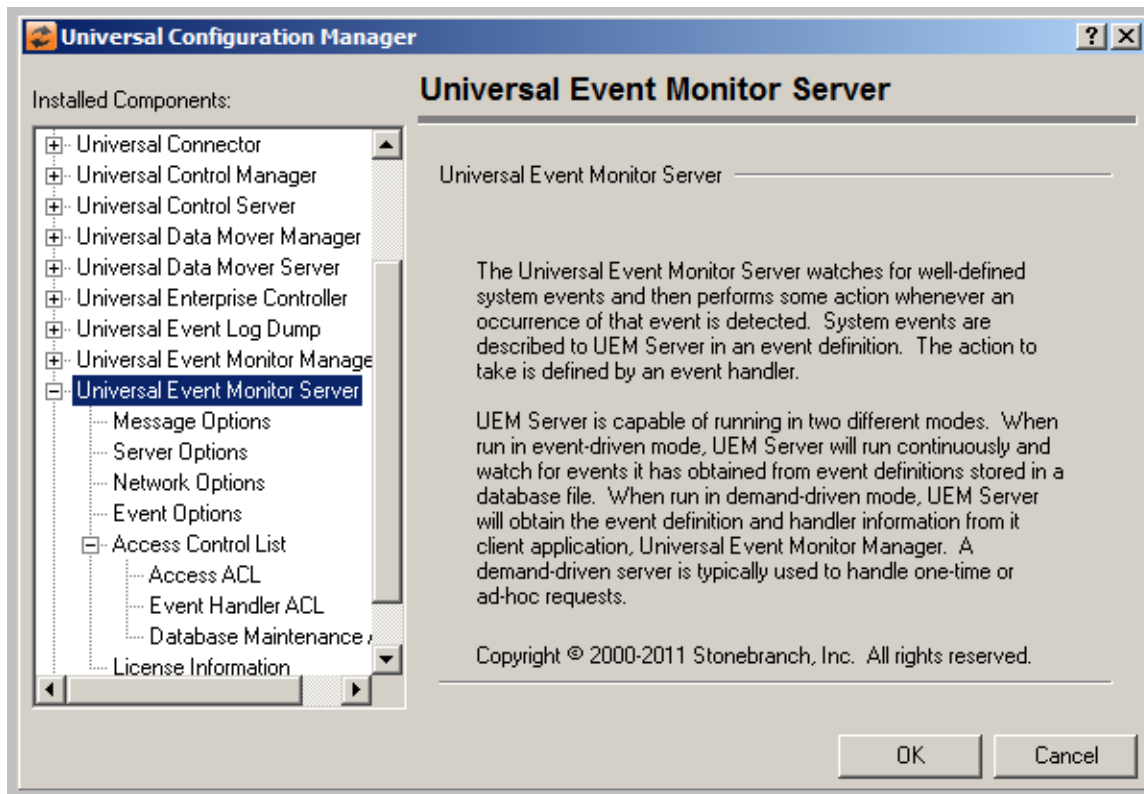 Universal Configuration Manager
Installed Components:
Universal Connector
Universal Control Manager
Universal Control Server
Universal Data Mover Manager
Universal Data Mover Server
Universal Enterprise Controller
Universal Event Log Dump
Universal Event Monitor Manage
Universal Event Monitor Server
Message Options
Server Options
Network Options
Event Options
Access Control List
Access ACL
Event Handler ACL
Database Maintenance
License Information
Universal Event Monitor Server
Universal Event Monitor Server
The Universal Event Monitor Server watches for well-defined
system events and then performs some action whenever an
occurrence of that event is detected.  System events are
described to UEM Server in an event definition.  The action to
take is defined by an event handler.
UEM Server is capable of running in two different modes.  When
run in event-driven mode, UEM Server will run continuously and
watch for events it has obtained from event definitions stored in a
database file.  When run in demand-driven mode, UEM Server
will obtain the event definition and handler information from it
client application, Universal Event Monitor Manager.  A
demand-driven server is typically used to handle one-time or
ad-hoc requests.
Copyright © 2000-2011 Stonebranch, Inc.  All rights reserved.
OK
Cancel